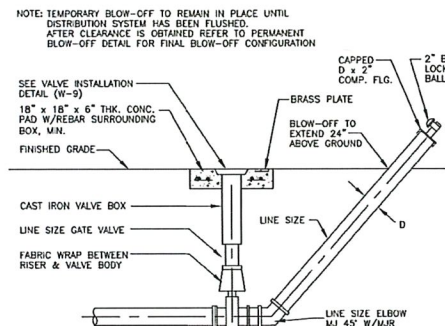 NOTE: TEMPORARY BLOW-OFF TO REMAIN IN PLACE UNTIL
DISTRIBUTION SYSTEM HAS BEEN FLUSHED.
AFTER CLEARANCE IS OBTAINED REFER TO PERMANENT
BLOW-OFF DETAIL FOR FINAL BLOW-OFF CONFIGURATION
SEE VALVE INSTALLATION
DETAIL (W-9)
18" x 18" x 6" THK. CONC.
PAD W/REBAR SURROUNDING
BOX, MIN.
FINISHED GRADE
CAST IRON VALVE BOX
LINE SIZE GATE VALVE
FABRIC WRAP BETWEEN
RISER & VALVE BODY
BRASS PLATE
CAPPED
D x 2"
COMP. FLG.
2" B
LOCK
BALL
BLOW-OFF TO
EXTEND 24"
ABOVE GROUND
LINE SIZE
D
LINE SIZE ELBOW
MJ 45° W/MJR